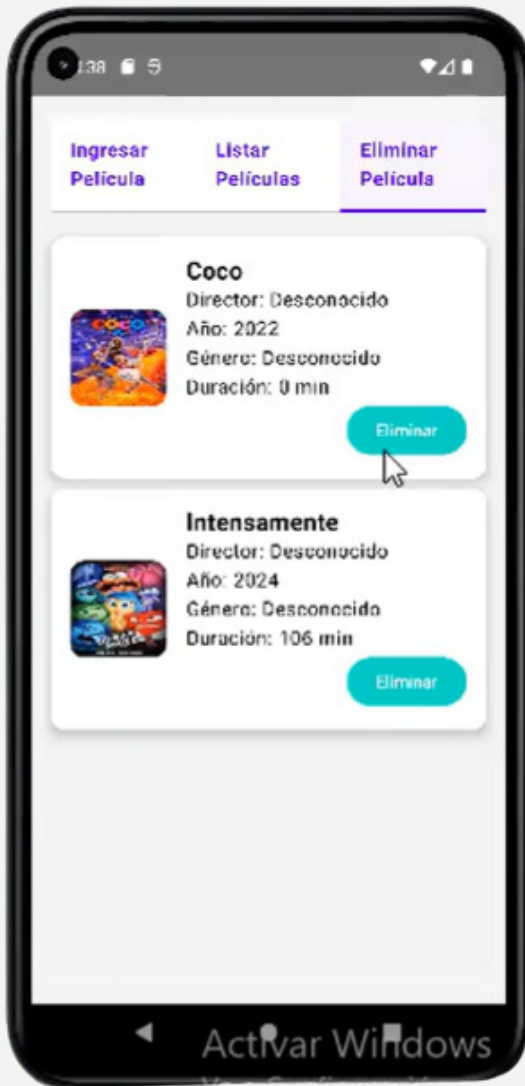 Ingresar
Película
Listar
Películas
Eliminar
Película
Coco
Director: Desconocido
Año: 2022
Género: Desconocido
Duración: 0 min
COCO
Eliminar
Intensamente
Director: Desconocido
Año: 2024
Género: Desconocido
Duración: 106 min
Eliminar
Activar Windows